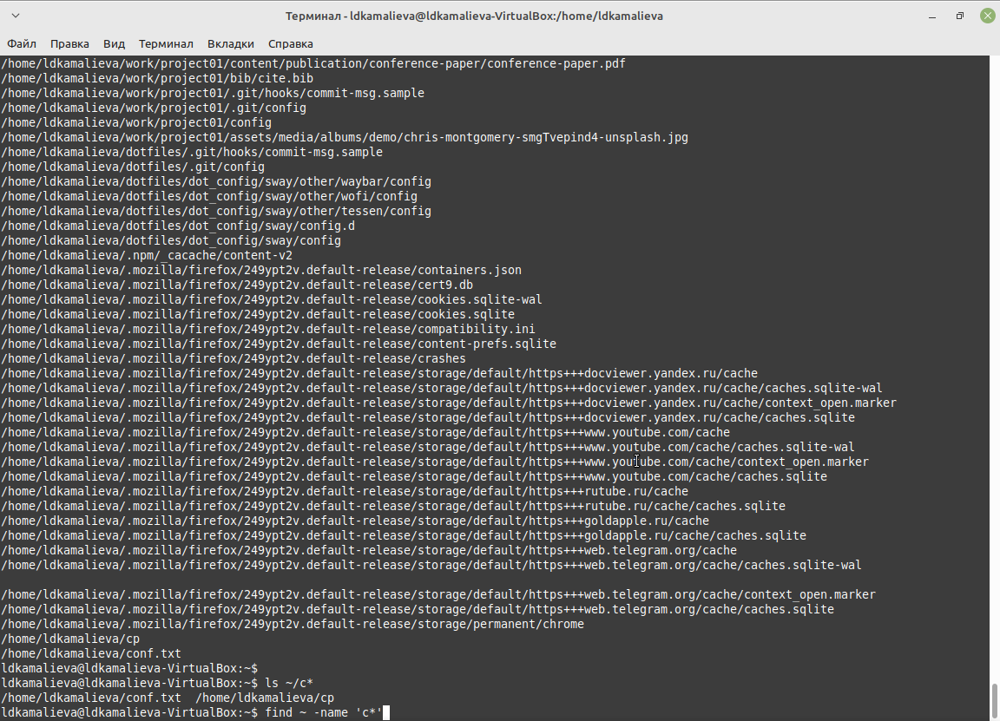 Терминал - ldkamalieva@ldkamalieva-VirtualBox:/home/ldkamalieva
Файл Правка Вид Терминал Вкладки Справка
/home/ldkamalieva/work/project01/content/publication/conference-paper/conference-paper.pdf
/home/ldkamalieva/work/project01/bib/cite.bib
/home/ldkamalieva/work/project01/.git/hooks/commit-msg.sample
/home/ldkamalieva/work/project01/.git/config
/home/ldkamalieva/work/project01/config
/home/ldkamalieva/work/project01/assets/media/albums/demo/chris-montgomery-smgTvepind4-unsplash.jpg
/home/ldkamalieva/dotfiles/.git/hooks/commit-msg.sample
/home/ldkamalieva/dotfiles/.git/config
/home/ldkamalieva/dotfiles/dot_config/sway/other/waybar/config
/home/ldkamalieva/dotfiles/dot_config/sway/other/wofi/config
/home/ldkamalieva/dotfiles/dot_config/sway/other/tessen/config
/home/ldkamalieva/dotfiles/dot_config/sway/config.d
/home/ldkamalieva/dotfiles/dot_config/sway/config
/home/ldkamalieva/.npm/_cacache/content-v2
/home/ldkamalieva/.mozilla/firefox/249ypt2v.default-release/containers.json
/home/ldkamalieva/.mozilla/firefox/249ypt2v.default-release/cert9.db
/home/ldkamalieva/.mozilla/firefox/249ypt2v.default-release/cookies.sqlite-wal
/home/ldkamalieva/.mozilla/firefox/249ypt2v.default-release/cookies.sqlite
/home/ldkamalieva/.mozilla/firefox/249ypt2v.default-release/compatibility.ini
/home/ldkamalieva/.mozilla/firefox/249ypt2v.default-release/content-prefs.sqlite
/home/ldkamalieva/.mozilla/firefox/249ypt2v.default-release/crashes
/home/ldkamalieva/.mozilla/firefox/249ypt2v.default-release/storage/default/https+++docviewer.yandex.ru/cache
/home/ldkamalieva/.mozilla/firefox/249ypt2v.default-release/storage/default/https+++docviewer.yandex.ru/cache/caches.sqlite-wal
/home/ldkamalieva/.mozilla/firefox/249ypt2v.default-release/storage/default/https+++docviewer.yandex.ru/cache/context_open.marker
/home/ldkamalieva/.mozilla/firefox/249ypt2v.default-release/storage/default/https+++docviewer.yandex.ru/cache/caches.sqlite
/home/ldkamalieva/.mozilla/firefox/249ypt2v.default-release/storage/default/https+++www.youtube.com/cache
/home/ldkamalieva/.mozilla/firefox/249ypt2v.default-release/storage/default/https+++www.youtube.com/cache/caches.sqlite-wal
/home/ldkamalieva/.mozilla/firefox/249ypt2v.default-release/storage/default/https+++www.youtube.com/cache/context_open.marker
/home/ldkamalieva/.mozilla/firefox/249ypt2v.default-release/storage/default/https+++www.youtube.com/cache/caches.sqlite
/home/ldkamalieva/.mozilla/firefox/249ypt2v.default-release/storage/default/https+++rutube.ru/cache
/home/ldkamalieva/.mozilla/firefox/249ypt2v.default-release/storage/default/https+++rutube.ru/cache/caches.sqlite
/home/ldkamalieva/.mozilla/firefox/249ypt2v.default-release/storage/default/https+++goldapple.ru/cache
/home/ldkamalieva/.mozilla/firefox/249ypt2v.default-release/storage/default/https+++goldapple.ru/cache/caches.sqlite
/home/ldkamalieva/.mozilla/firefox/249ypt2v.default-release/storage/default/https+++web.telegram.org/cache
/home/ldkamalieva/.mozilla/firefox/249ypt2v.default-release/storage/default/https+++web.telegram.org/cache/caches.sqlite-wal
/home/ldkamalieva/.mozilla/firefox/249ypt2v.default-release/storage/default/https+++web.telegram.org/cache/context_open.marker
/home/ldkamalieva/.mozilla/firefox/249ypt2v.default-release/storage/default/https+++web.telegram.org/cache/caches.sqlite
/home/ldkamalieva/.mozilla/firefox/249ypt2v.default-release/storage/permanent/chrome
/home/ldkamalieva/cp
/home/ldkamalieva/conf.txt
ldkamalieva@ldkamalieva-VirtualBox:~$
ldkamalieva@ldkamalieva-VirtualBox:~$ ls ~/c*
/home/ldkamalieva/conf.txt  /home/ldkamalieva/cp
ldkamalieva@ldkamalieva-VirtualBox:~$ find ~ -name 'c*'